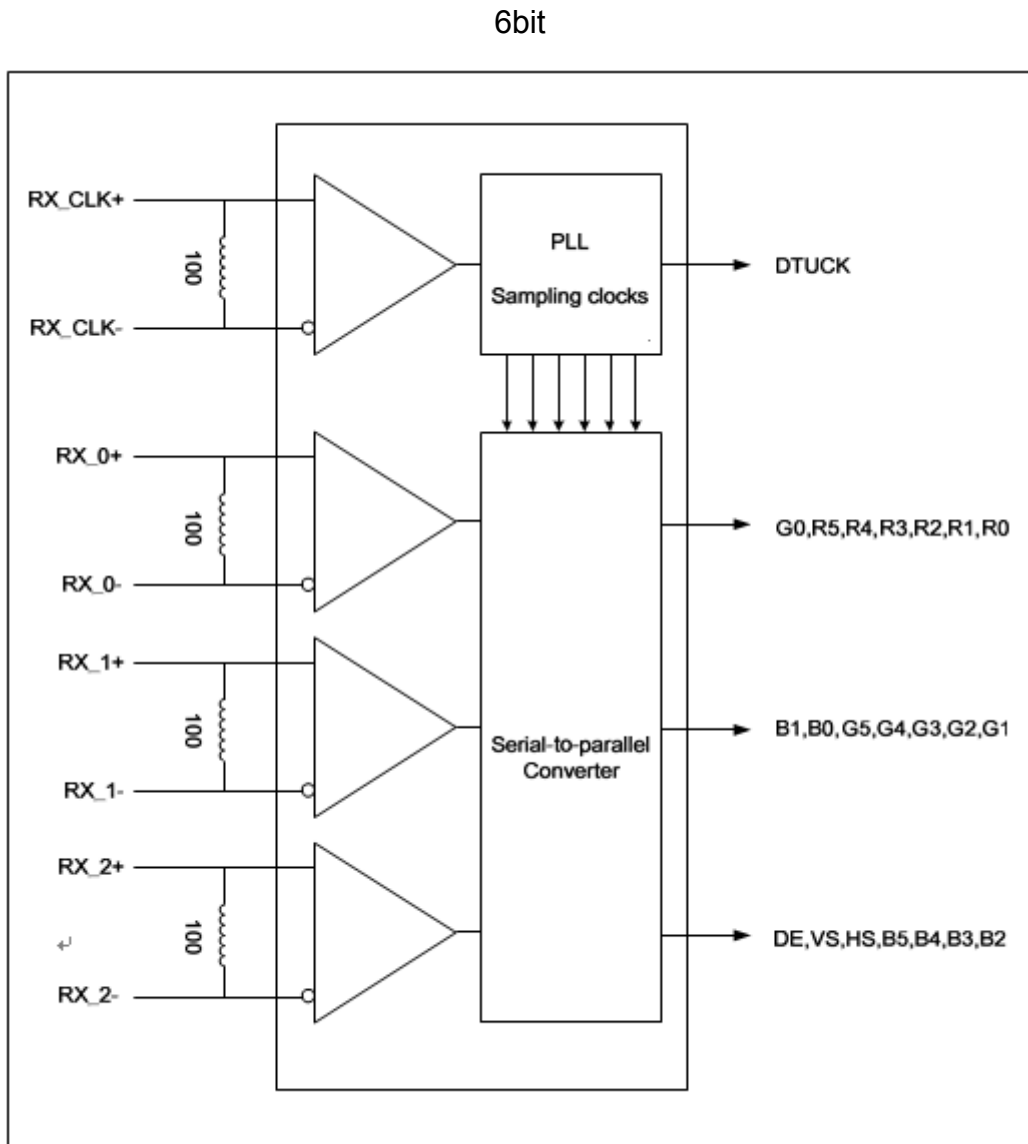 6bit
RX_CLK+
100
RX_CLK-
PLL
Sampling clocks
DTUCK
RX_0+
100
RX_0-
G0,R5,R4,R3,R2,R1,R0
RX_1+
100
RX_1-
Serial-to-parallel
Converter
B1,B0,G5,G4,G3,G2,G1
RX_2+
100
RX_2-
DE,VS,HS,B5,B4,B3,B2